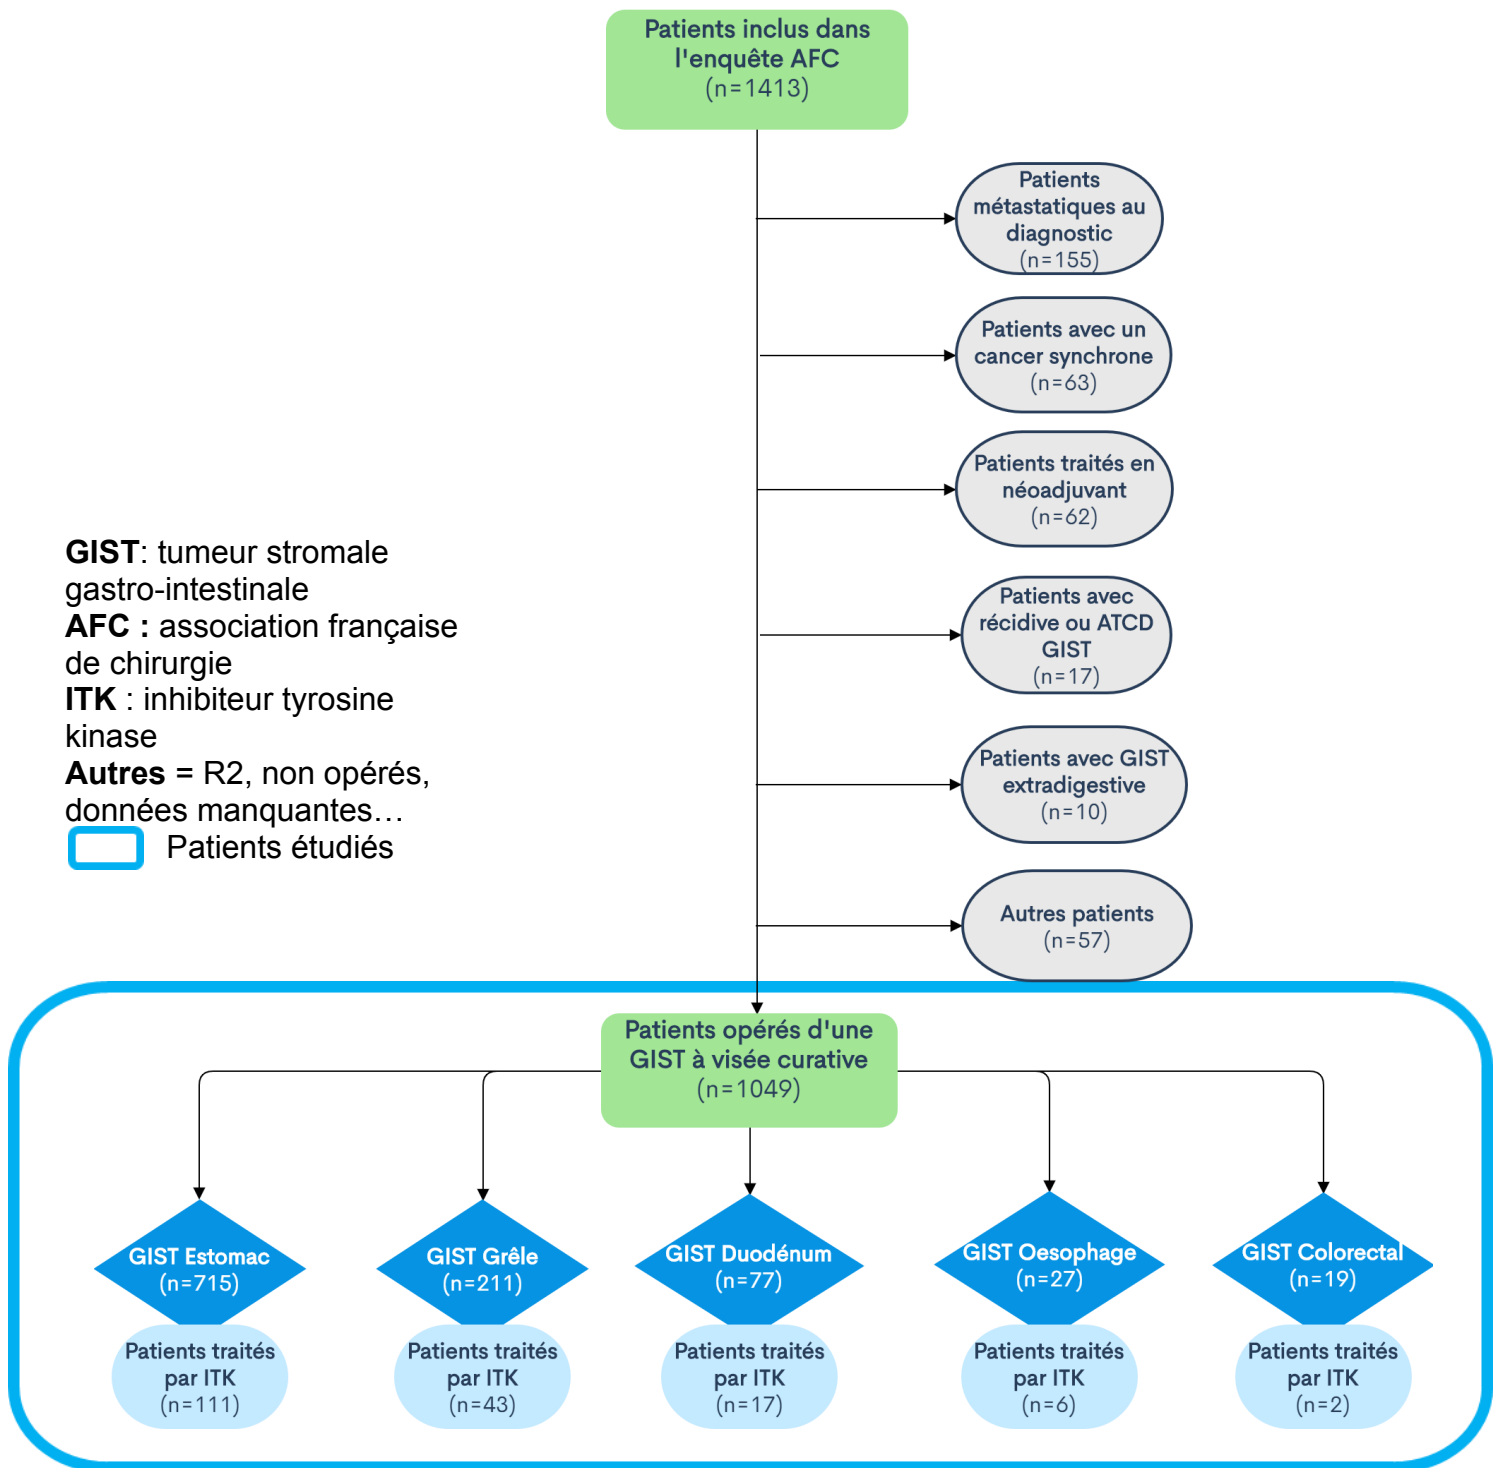 Patients inclus dans
l'enquête AFC
(n=1413)
Patients
métastatiques au
diagnostic
(n=155)
Patients avec un
cancer synchrone
(n=63)
Patients traités en
néoadjuvant
(n=62)
GIST: tumeur stromale
gastro-intestinale
AFC : association française
de chirurgie
ITK : inhibiteur tyrosine
kinase
Autres = R2, non opérés,
données manquantes…
Patients étudiés
Patients avec
récidive ou ATCD
GIST
(n=17)
Patients avec GIST
extradigestive
(n=10)
Autres patients
(n=57)
Patients opérés d'une
GIST à visée curative
(n=1049)
GIST Estomac
(n=715)
GIST Grêle
(n=211)
GIST Duodénum
(n=77)
GIST Oesophage
(n=27)
GIST Colorectal
(n=19)
Patients traités
par ITK
(n=111)
Patients traités
par ITK
(n=43)
Patients traités
par ITK
(n=17)
Patients traités
par ITK
(n=6)
Patients traités
par ITK
(n=2)